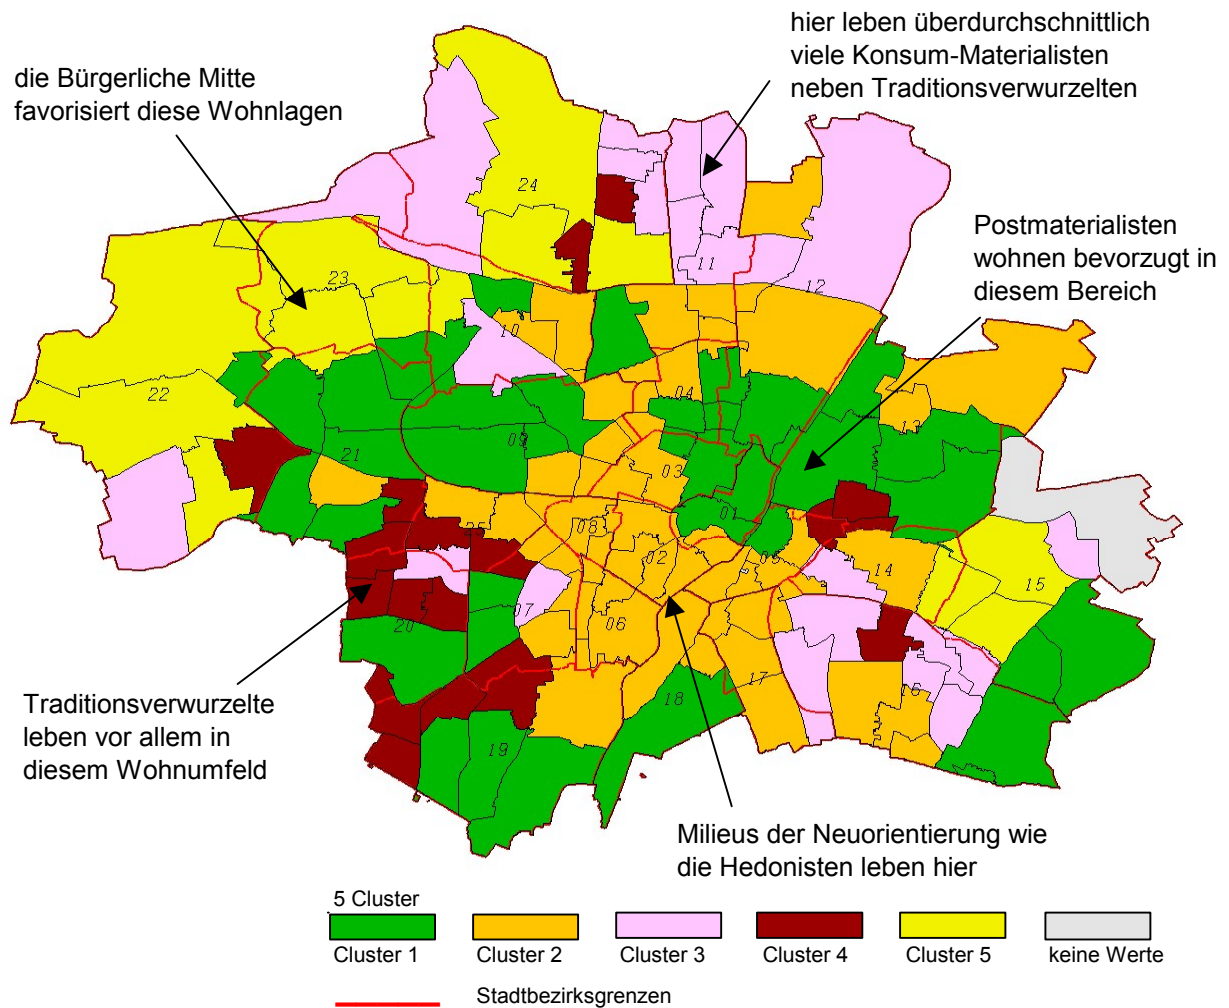 hier leben überdurchschnittlich
viele Konsum-Materialisten
neben Traditionsverwurzelten
die Bürgerliche Mitte
favorisiert diese Wohnlagen
Postmaterialisten
wohnen bevorzugt in
diesem Bereich
24
11
12
23
10
22
04
09
13
21
03
01
25
08
02
05
14
15
07
06
20
17
16
18
19
Traditionsverwurzelte
leben vor allem in
diesem Wohnumfeld
Milieus der Neuorientierung wie
die Hedonisten leben hier
5 Cluster
Cluster 1
Cluster 2
Cluster 3
Cluster 4
Cluster 5
keine Werte
Stadtbezirksgrenzen